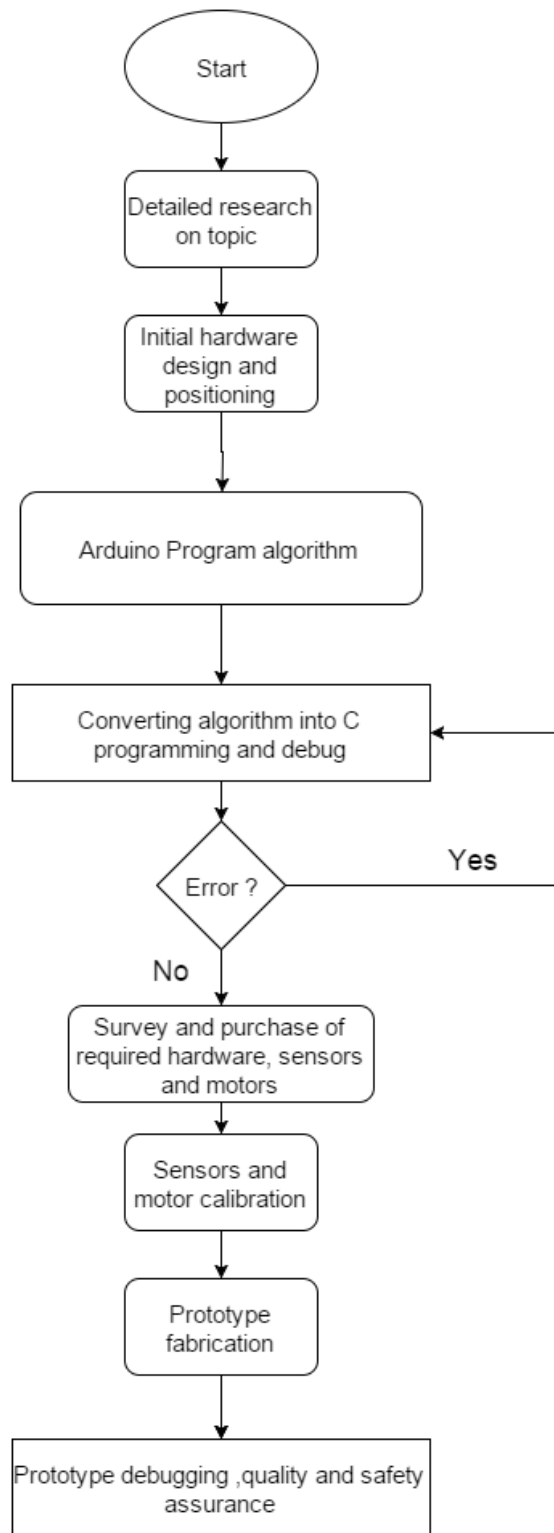 Start
Detailed research
on topic
Initial hardware
design and
positioning
Arduino Program algorithm
Converting algorithm into C
programming and debug
Error ?
Yes
No
Survey and purchase of
required hardware, sensors
and motors
Sensors and
motor calibration
Prototype
fabrication
Prototype debugging ,quality and safety
assurance